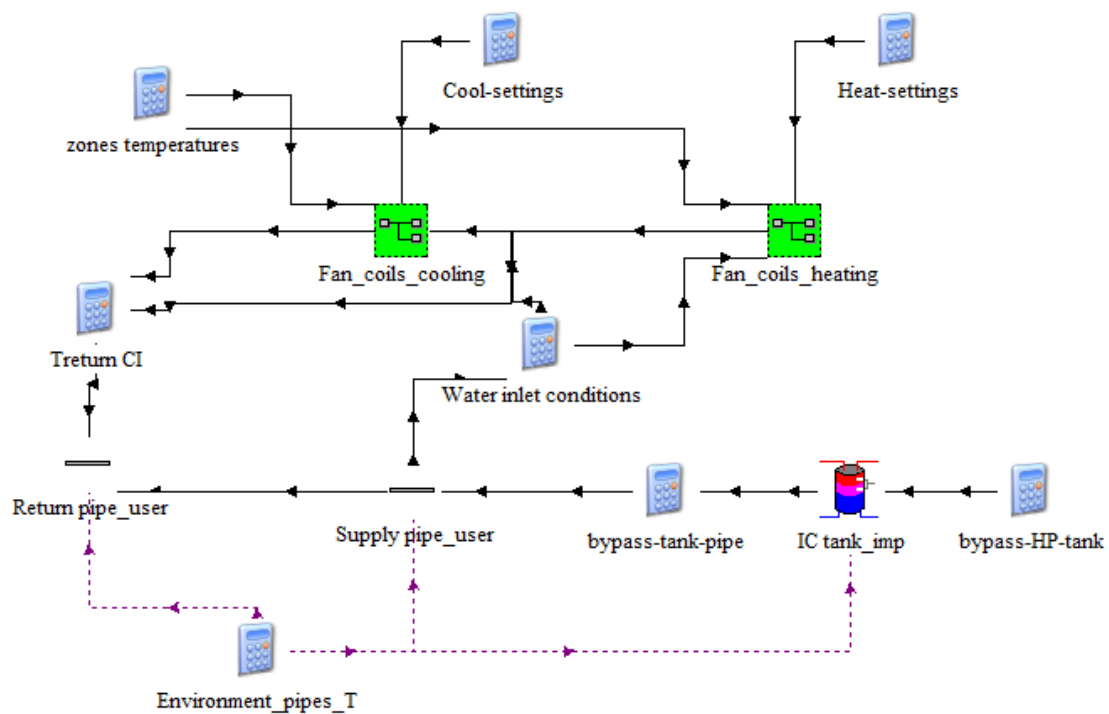 Cool-settings
Heat-settings
zones temperatures
Fan_coils_cooling
Fan_coils_heating
Treturn CI
Water inlet conditions
Return pipe_user
Supply pipe_user
bypass-tank-pipe
IC tank_imp
bypass-HP-tank
Environment_pipes_T